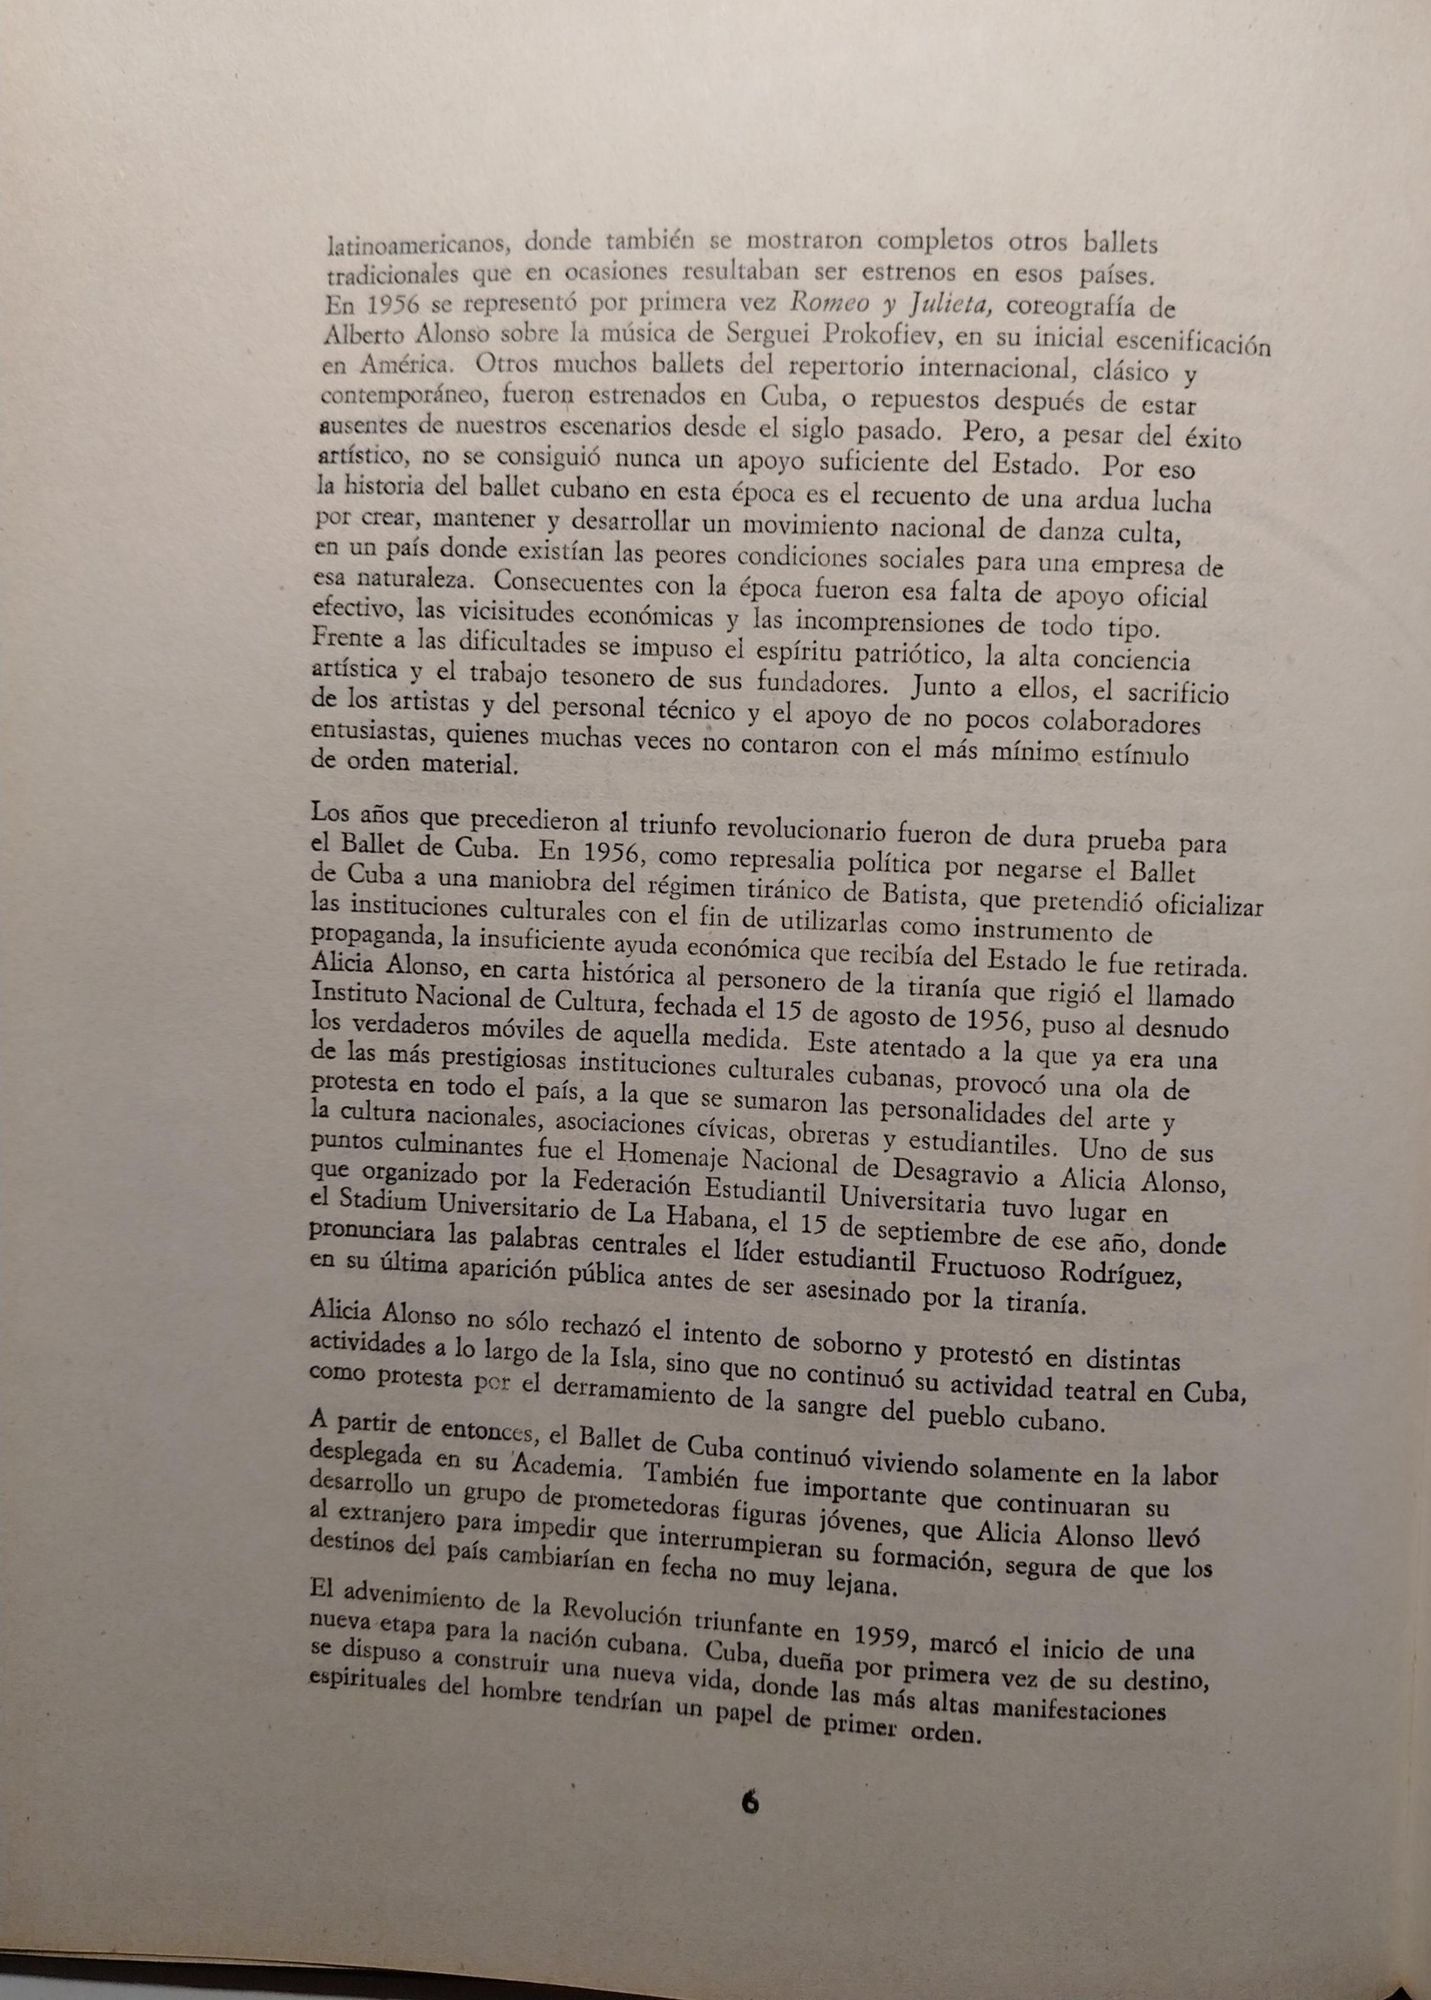 latinoamericanos, donde también se mostraron completos otros ballets
tradicionales que en ocasiones resultaban ser estrenos en esos países.
En 1956 se representó por primera vez Romeo y Julieta, coreografía de
Alberto Alonso sobre la música de Serguei Prokofiev, en su inicial escenificación
en América. Otros muchos ballets del repertorio internacional, clásico y
contemporáneo, fueron estrenados en Cuba, o repuestos después de estar
ausentes de nuestros escenarios desde el siglo pasado. Pero, a pesar del éxito
artístico, no se consiguió nunca un apoyo suficiente del Estado. Por eso
la historia del ballet cubano en esta época es el recuento de una ardua lucha
por crear, mantener y desarrollar un movimiento nacional de danza culta,
en un país donde existían las peores condiciones sociales para una empresa de
esa naturaleza. Consecuentes con la época fueron esa falta de apoyo oficial
efectivo, las vicisitudes económicas y las incomprensiones de todo tipo.
Frente a las dificultades se impuso el espíritu patriótico, la alta conciencia
artística y el trabajo tesonero de sus fundadores. Junto a ellos, el sacrificio
de los artistas y del personal técnico y el apoyo de no pocos colaboradores
entusiastas, quienes muchas veces no contaron con el más mínimo estímulo
de orden material.
Los años que precedieron al triunfo revolucionario fueron de dura prueba para
el Ballet de Cuba. En 1956, como represalia política por negarse el Ballet
de Cuba a una maniobra del régimen tiránico de Batista, que pretendió oficializar
las instituciones culturales con el fin de utilizarlas como instrumento de
propaganda, la insuficiente ayuda económica que recibía del Estado le fue retirada.
Alicia Alonso, en carta histórica al personero de la tiranía que rigió el llamado
Instituto Nacional de Cultura, fechada el 15 de agosto de 1956, puso al desnudo
los verdaderos móviles de aquella medida. Este atentado a la que ya era una
de las más prestigiosas instituciones culturales cubanas, provocó una ola de
protesta en todo el país, a la que se sumaron las personalidades del arte y
la cultura nacionales, asociaciones cívicas, obreras y estudiantiles. Uno de sus
puntos culminantes fue el Homenaje Nacional de Desagravio a Alicia Alonso,
que organizado por la Federación Estudiantil Universitaria tuvo lugar en
el Stadium Universitario de La Habana, el 15 de septiembre de ese año, donde
pronunciara las palabras centrales el líder estudiantil Fructuoso Rodríguez,
en su última aparición pública antes de ser asesinado por la tiranía.
Alicia Alonso no sólo rechazó el intento de soborno y protestó en distintas
actividades a lo largo de la Isla, sino que no continuó su actividad teatral en Cuba,
como protesta por el derramamiento de la sangre del pueblo cubano.
A partir de entonces, el Ballet de Cuba continuó viviendo solamente en la labor
desplegada en su Academia. También fue importante que continuaran su
desarrollo un grupo de prometedoras figuras jóvenes, que Alicia Alonso llevó
al extranjero para impedir que interrumpieran su formación, segura de que los
destinos del país cambiarían en fecha no muy lejana.
El advenimiento de la Revolución triunfante en 1959, marcó el inicio de una
nueva etapa para la nación cubana. Cuba, dueña por primera vez de su destino,
se dispuso a construir una nueva vida, donde las más altas manifestaciones
espirituales del hombre tendrían un papel de primer orden.
6